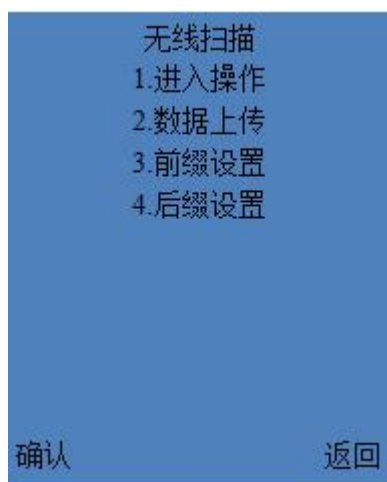 无线扫描
1.进入操作
2.数据上传
3.前缀设置
4.后缀设置
确认 返回